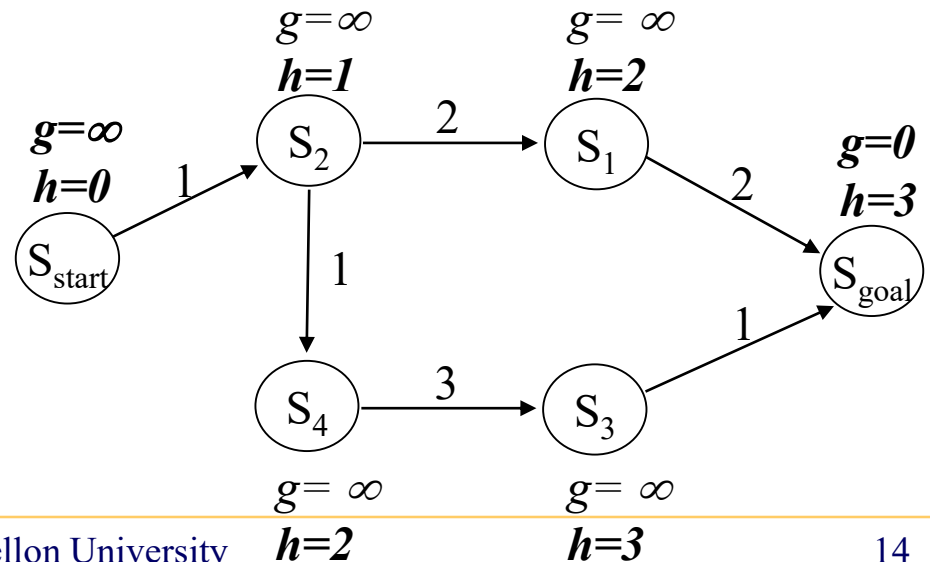 g=∞ g= ∞
h=1 h=2
g=∞ S2 2 S1 g=0
h=0 1 2 h=3
Sstart 1 Sgoal
S4 3 S3 1
g= ∞ g= ∞
ellon University h=2 h=3 14